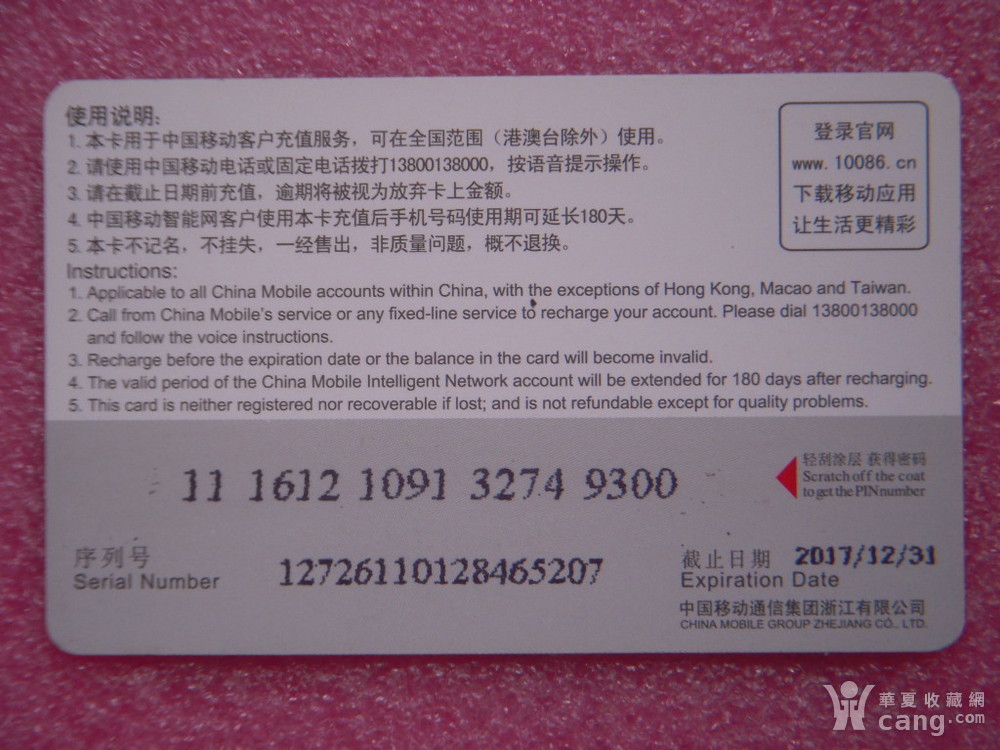 使用说明：
1. 本卡用于中国移动客户充值服务，可在全国范围（港澳台除外）使用。
2. 请使用中国移动电话或固定电话拨打13800138000，按语音提示操作。
3. 请在截止日期前充值，逾期将被视为放弃卡上金额。
4. 中国移动智能网客户使用本卡充值后手机号码使用期可延长180天。
5. 本卡不记名，不挂失，一经售出，非质量问题，概不退换。
登录官网
www.10086.cn
下载移动应用
让生活更精彩
Instructions:
1. Applicable to all China Mobile accounts within China, with the exceptions of Hong Kong, Macao and Taiwan.
2. Call from China Mobile's service or any fixed-line service to recharge your account. Please dial 13800138000
and follow the voice instructions.
3. Recharge before the expiration date or the balance in the card will become invalid.
4. The valid period of the China Mobile Intelligent Network account will be extended for 180 days after recharging.
5. This card is neither registered nor recoverable if lost; and is not refundable except for quality problems.
11 1612 1091 3274 9300
轻刮涂层 获得密码
Scratch off the coat
to get the PIN number
序列号
Serial Number
12726110128465207
截止日期 2017/12/31
Expiration Date
中国移动通信集团浙江有限公司
CHINA MOBILE GROUP ZHEJIANG CO., LTD.
華夏收藏網
cang.com